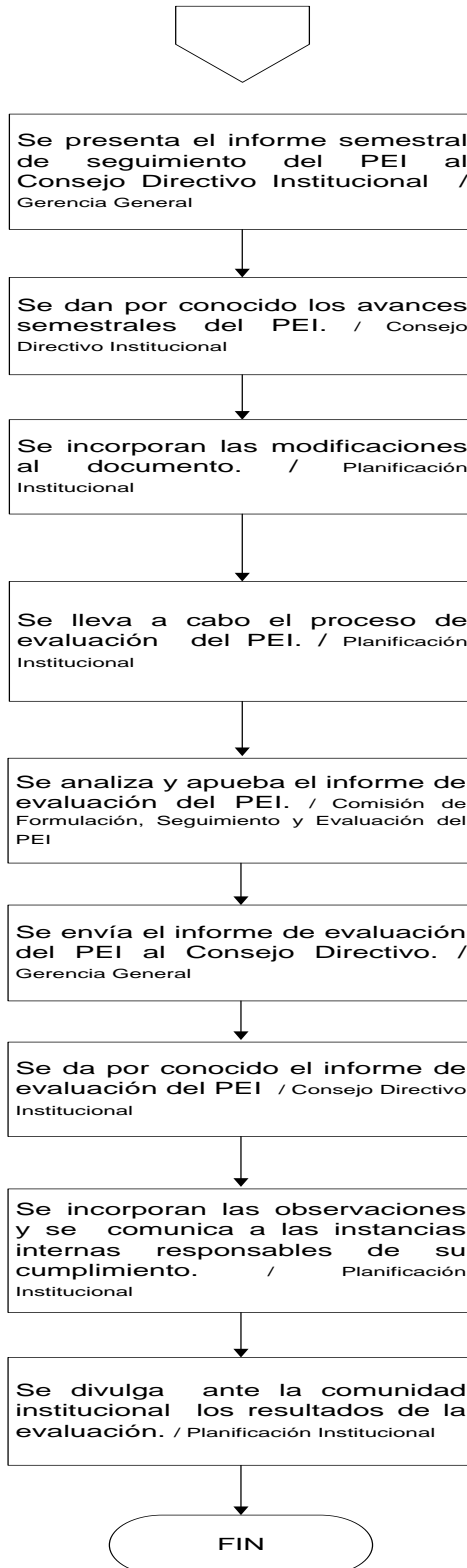 Se presenta el informe semestral
de seguimiento del PEI al
Consejo Directivo Institucional /
Gerencia General
Se dan por conocido los avances
semestrales del PEI. / Consejo
Directivo Institucional
Se incorporan las modificaciones
al documento. / Planificación
Institucional
Se lleva a cabo el proceso de
evaluación del PEI. / Planificación
Institucional
Se analiza y apueba el informe de
evaluación del PEI. / Comisión de
Formulación, Seguimiento y Evaluación del
PEI
Se envía el informe de evaluación
del PEI al Consejo Directivo. /
Gerencia General
Se da por conocido el informe de
evaluación del PEI / Consejo Directivo
Institucional
Se incorporan las observaciones
y se comunica a las instancias
internas responsables de su
cumplimiento. / Planificación
Institucional
Se divulga ante la comunidad
institucional los resultados de la
evaluación. / Planificación Institucional
FIN